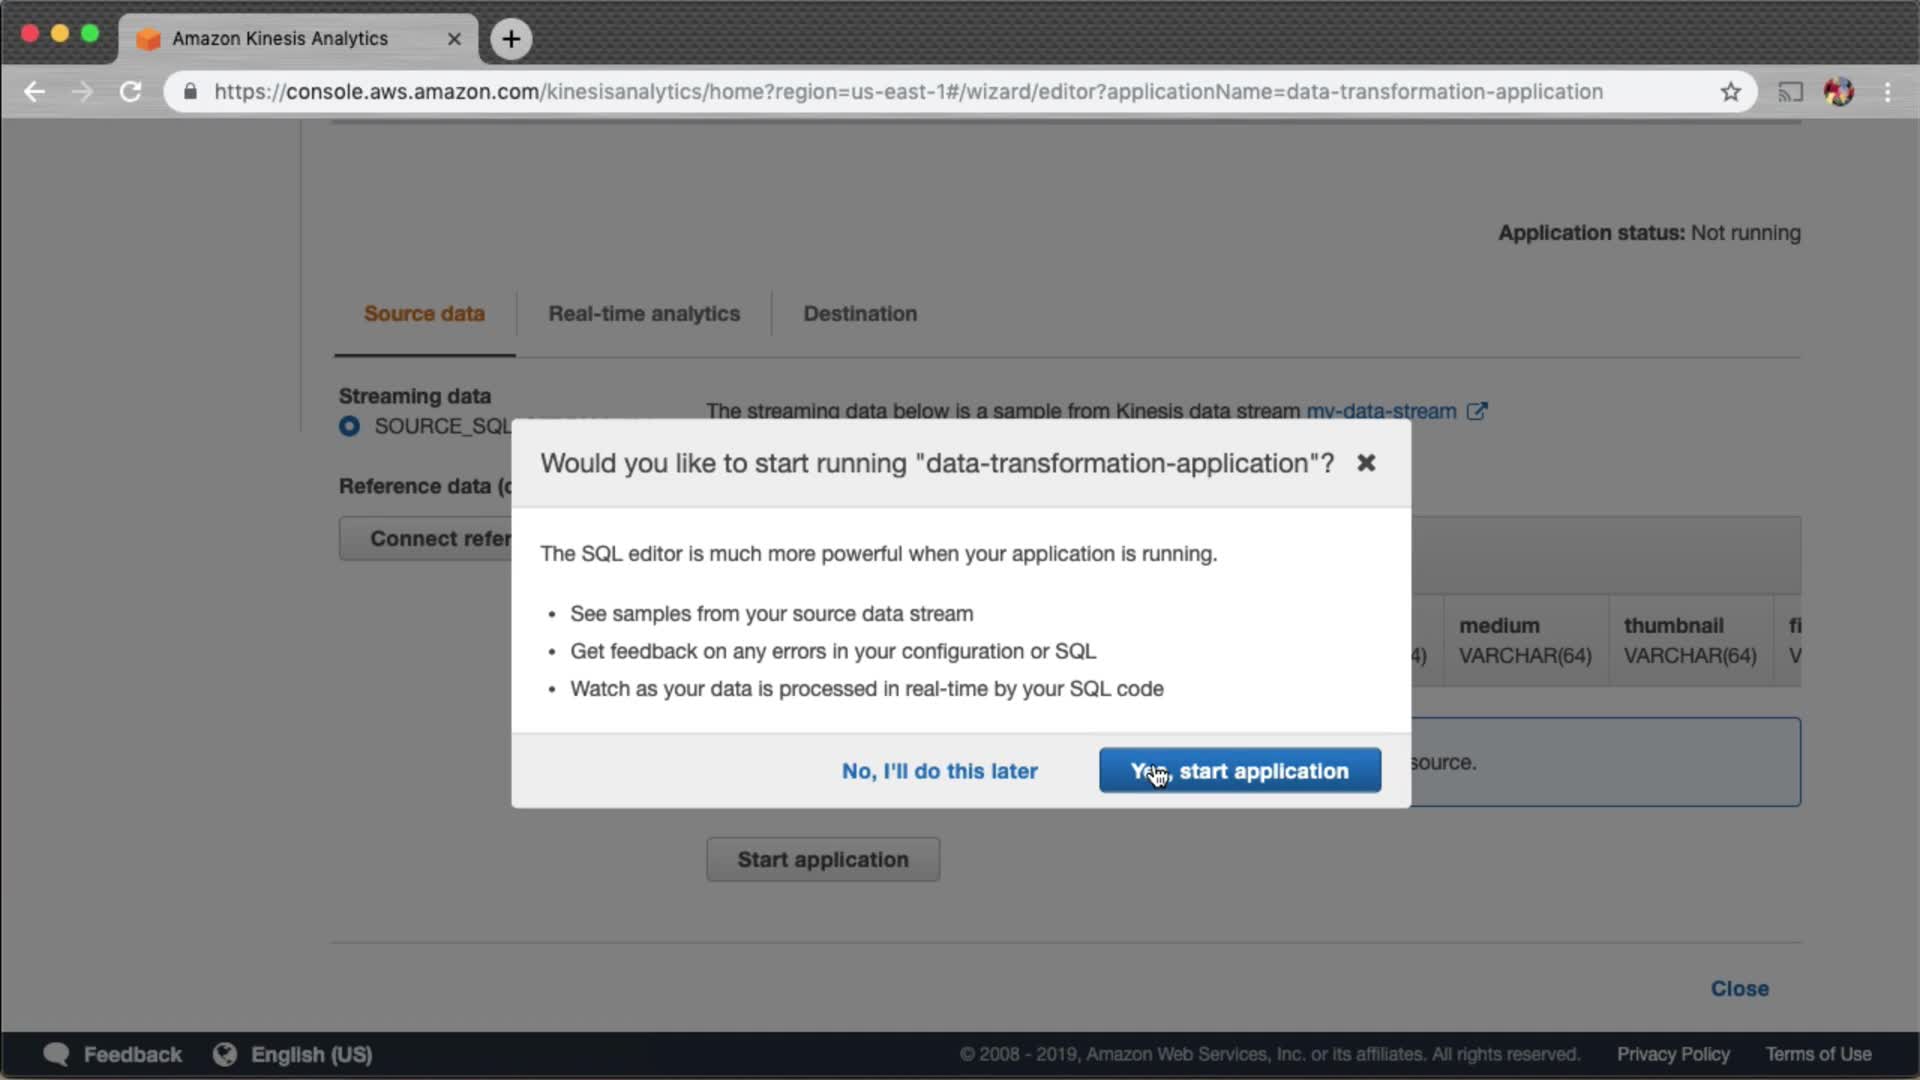 Amazon Kinesis Analytics
https://console.aws.amazon.com/kinesisanalytics/home?region=us-east-1#/wizard/editor?applicationName=data-transformation-application
Application status: Not running
Source data
Real-time analytics
Destination
Streaming data
SOURCE_SQL
The streaming data below is a sample from Kinesis data stream my-data-stream
Reference data (
Connect refer
Would you like to start running "data-transformation-application"?
The SQL editor is much more powerful when your application is running.
• See samples from your source data stream
• Get feedback on any errors in your configuration or SQL
• Watch as your data is processed in real-time by your SQL code
No, I'll do this later
Yes, start application
4)
medium
VARCHAR(64)
thumbnail
VARCHAR(64)
fi
V
source.
Start application
Close
Feedback
English (US)
© 2008 - 2019, Amazon Web Services, Inc. or its affiliates. All rights reserved.
Privacy Policy
Terms of Use